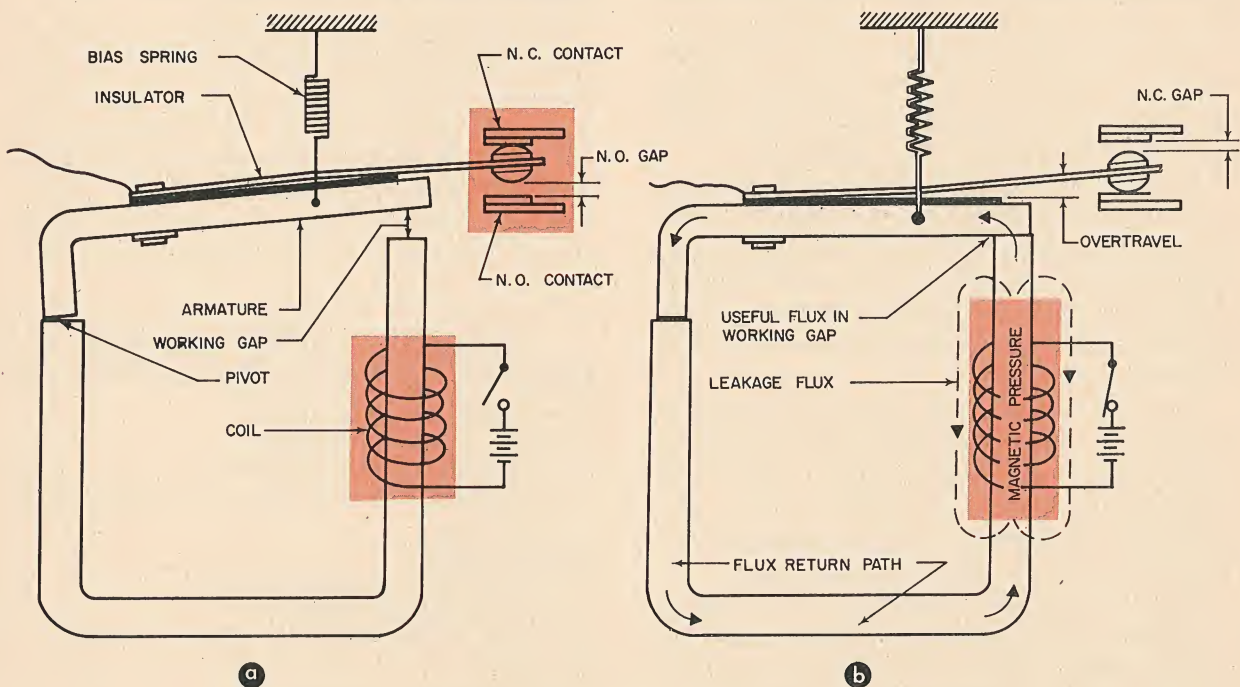 BIAS SPRING
INSULATOR
N.C. CONTACT
N.O. GAP
N.O. CONTACT
ARMATURE
WORKING GAP
PIVOT
COIL
a
N.C. GAP
OVERTRAVEL
USEFUL FLUX IN
WORKING GAP
LEAKAGE FLUX
MAGNETIC PRESSURE
FLUX RETURN PATH
b